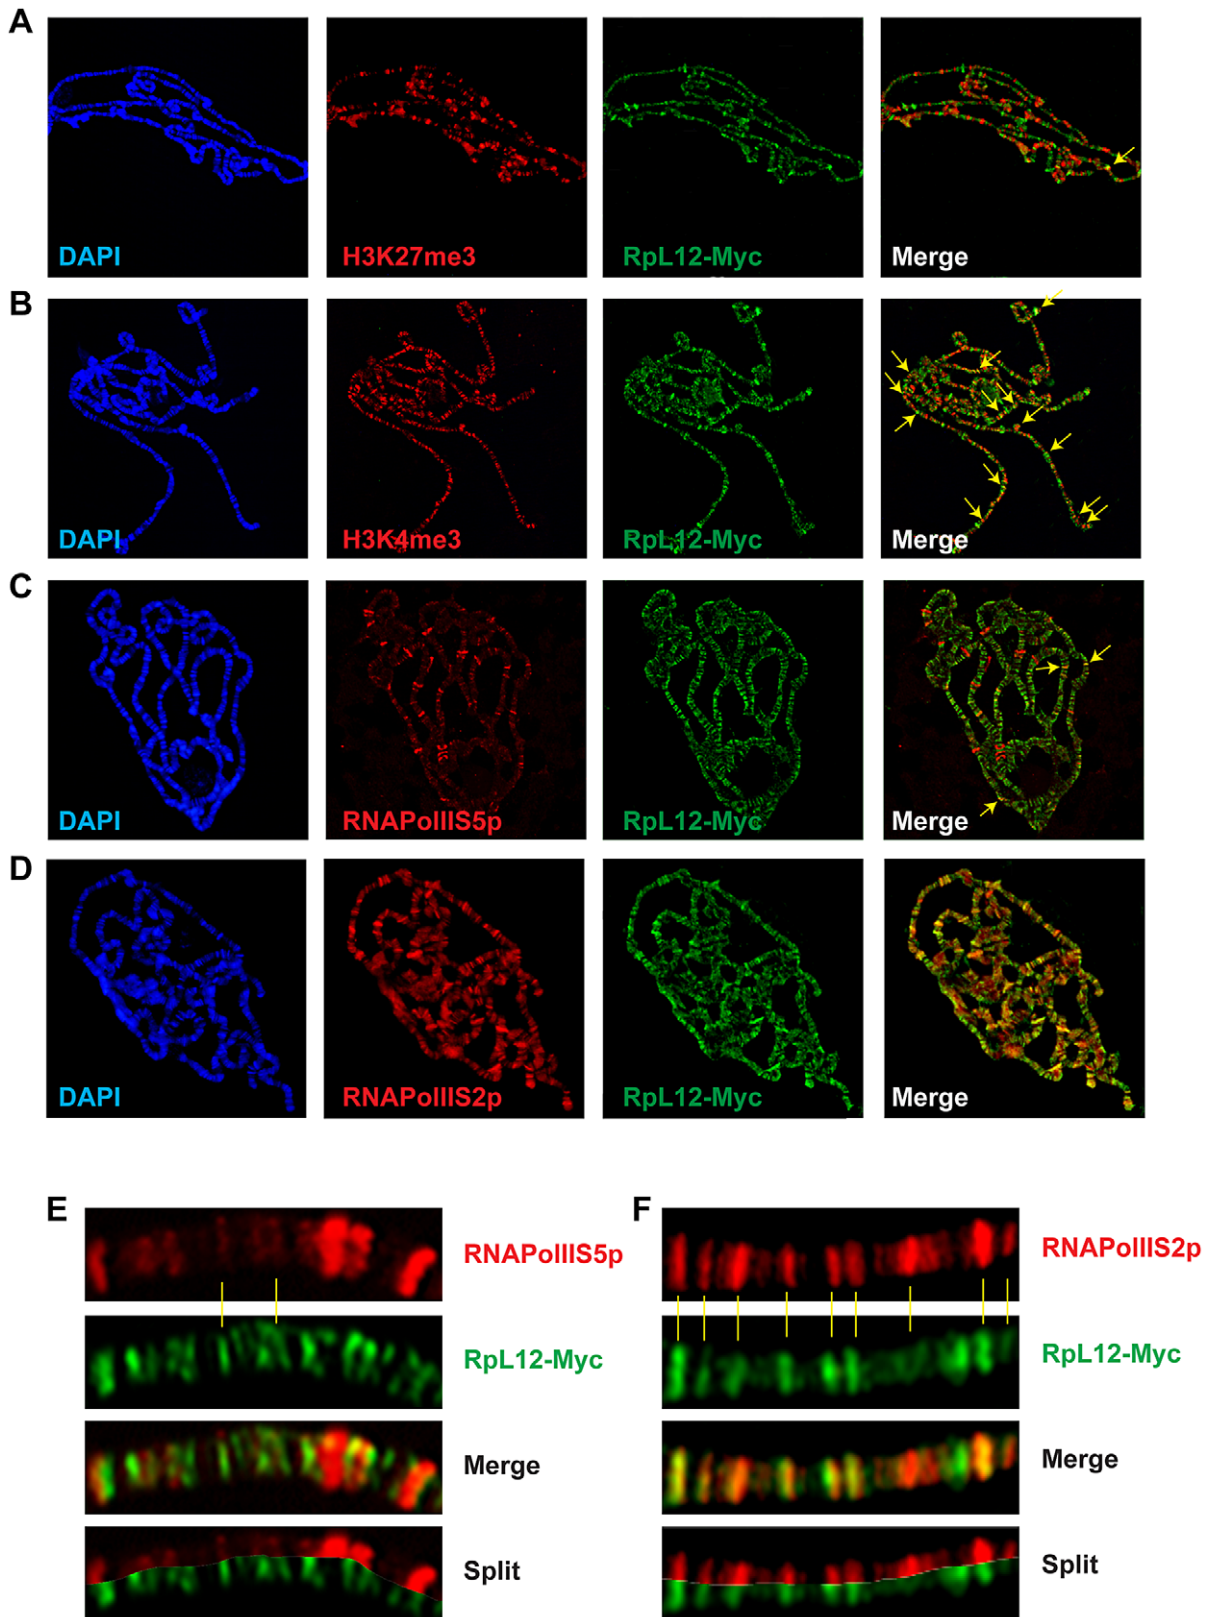 A
DAPI
H3K27me3
RpL12-Myc
Merge
B
DAPI
H3K4me3
RpL12-Myc
Merge
C
DAPI
RNAPolIIS5p
RpL12-Myc
Merge
D
DAPI
RNAPolIIS2p
RpL12-Myc
Merge
E
RNAPolIIS5p
RpL12-Myc
Merge
Split
F
RNAPolIIS2p
RpL12-Myc
Merge
Split